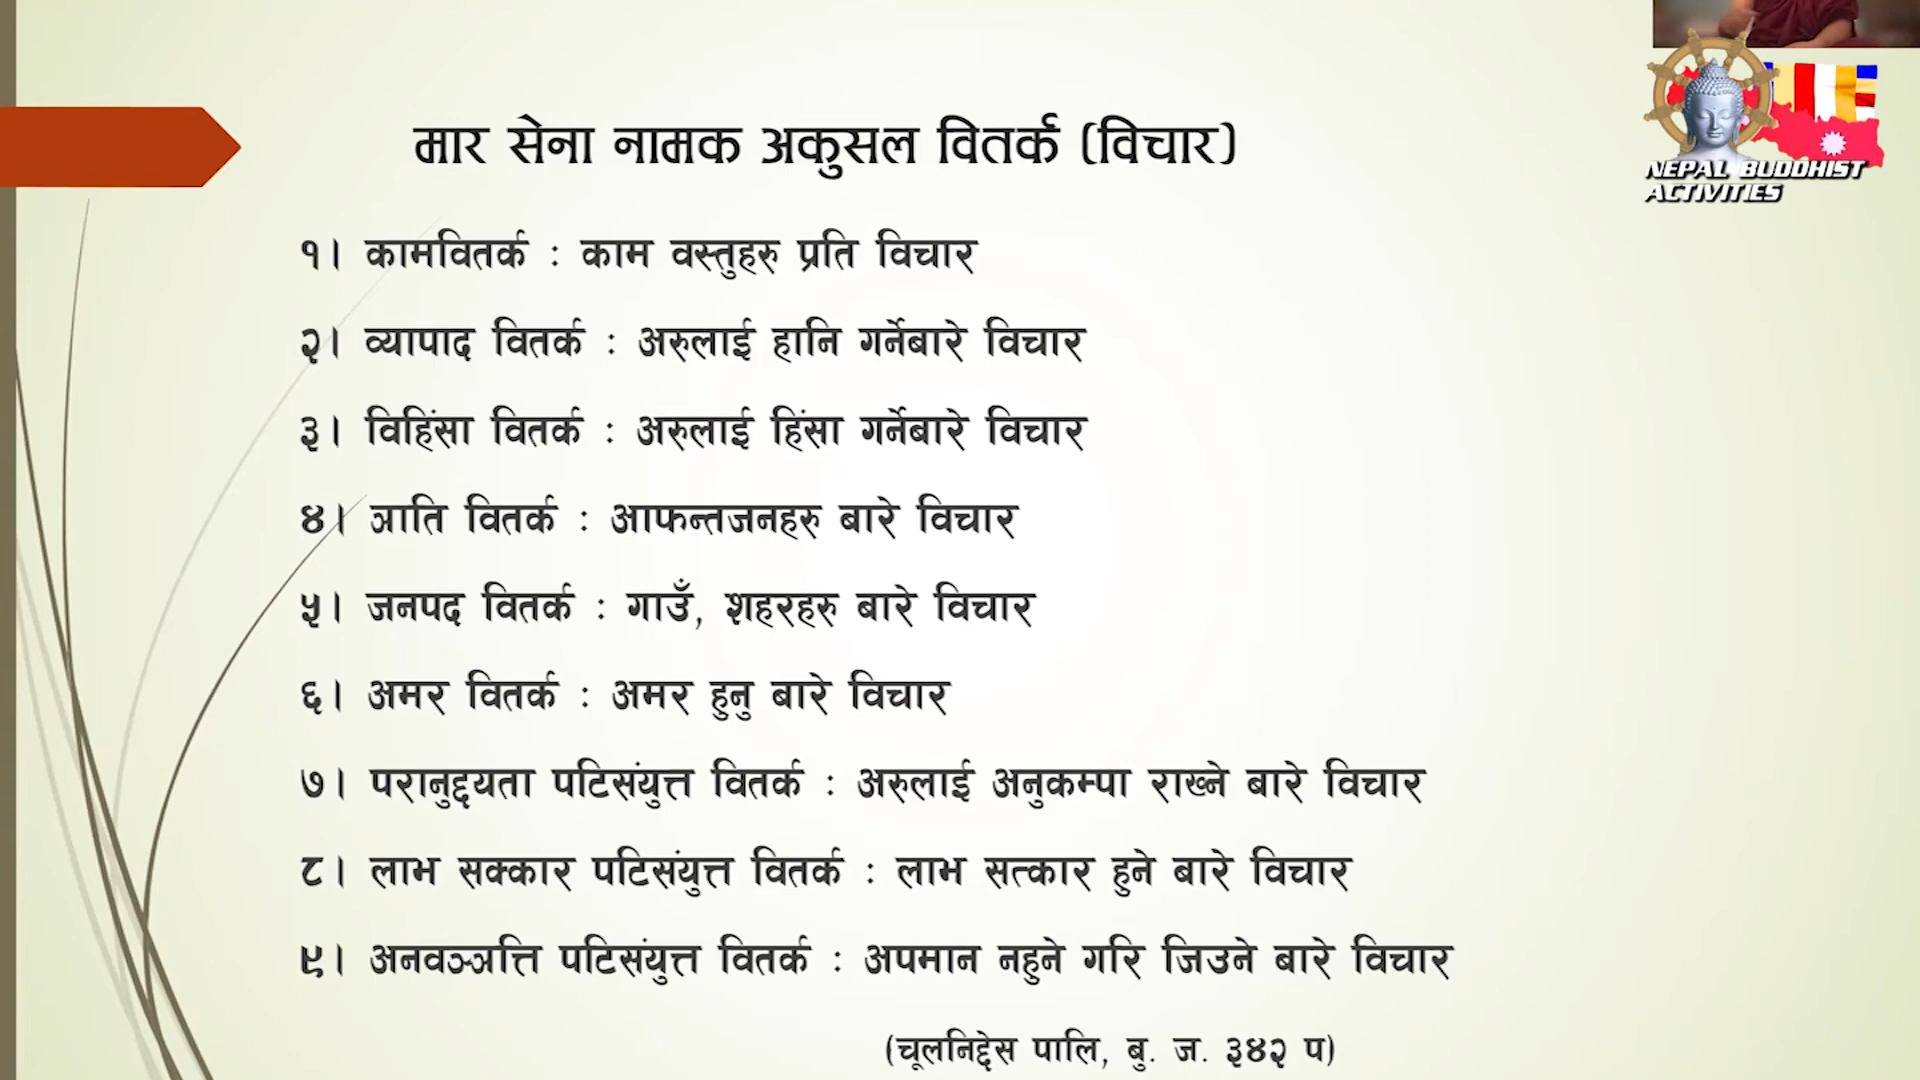 मार सेना नामक अकुसल वितर्क (विचार)
१। कामवितर्क : काम वस्तुहरु प्रति विचार
२। व्यापाद वितर्क : अरुलाई हानि गर्नेबारे विचार
३। विहिंसा वितर्क : अरुलाई हिंसा गर्नेबारे विचार
४। ञाति वितर्क : आफन्तजनहरु बारे विचार
५। जनपद वितर्क : गाउँ, शहरहरु बारे विचार
६। अमर वितर्क : अमर हुनु बारे विचार
७। परानुद्दयता पटिसंयुत्त वितर्क : अरुलाई अनुकम्पा राख्ने बारे विचार
८। लाभ सक्कार पटिसंयुत्त वितर्क : लाभ सत्कार हुने बारे विचार
९। अनवञ्ञत्ति पटिसंयुत्त वितर्क : अपमान नहुने गरि जिउने बारे विचार
(चूलनिद्देस पालि, बु. ज. ३४२ प)
NEPAL BUDDHIST
ACTIVITIES